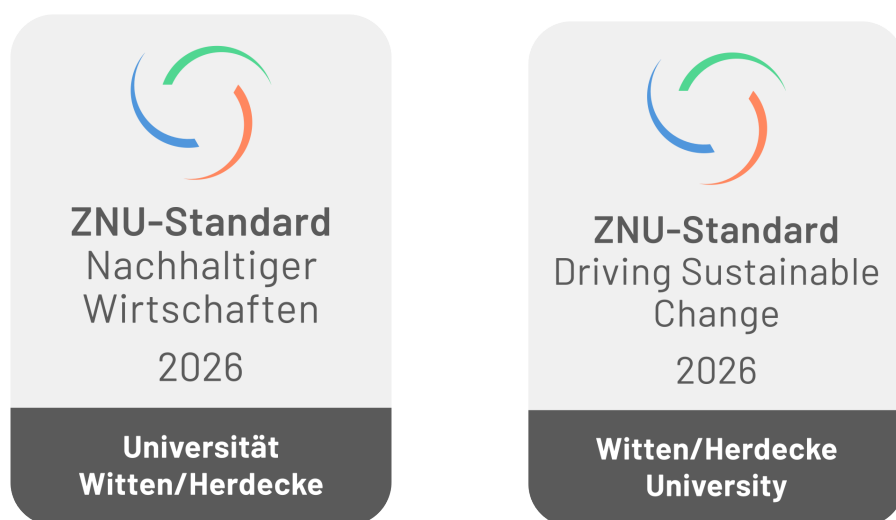 ZNU-Standard
Nachhaltiger
Wirtschaften
2026
Universität
Witten/Herdecke
ZNU-Standard
Driving Sustainable
Change
2026
Witten/Herdecke
University